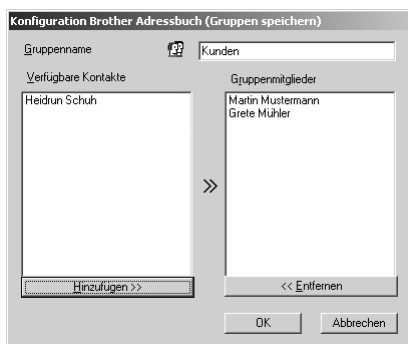 Konfiguration Brother Adressbuch (Gruppen speichern)
Gruppenname
Kunden
Verfügbare Kontakte
Gruppenmitglieder
Heidrun Schuh
Martin Mustermann
Grete Mühler
Hinzufügen >>
<< Entfernen
OK
Abbrechen